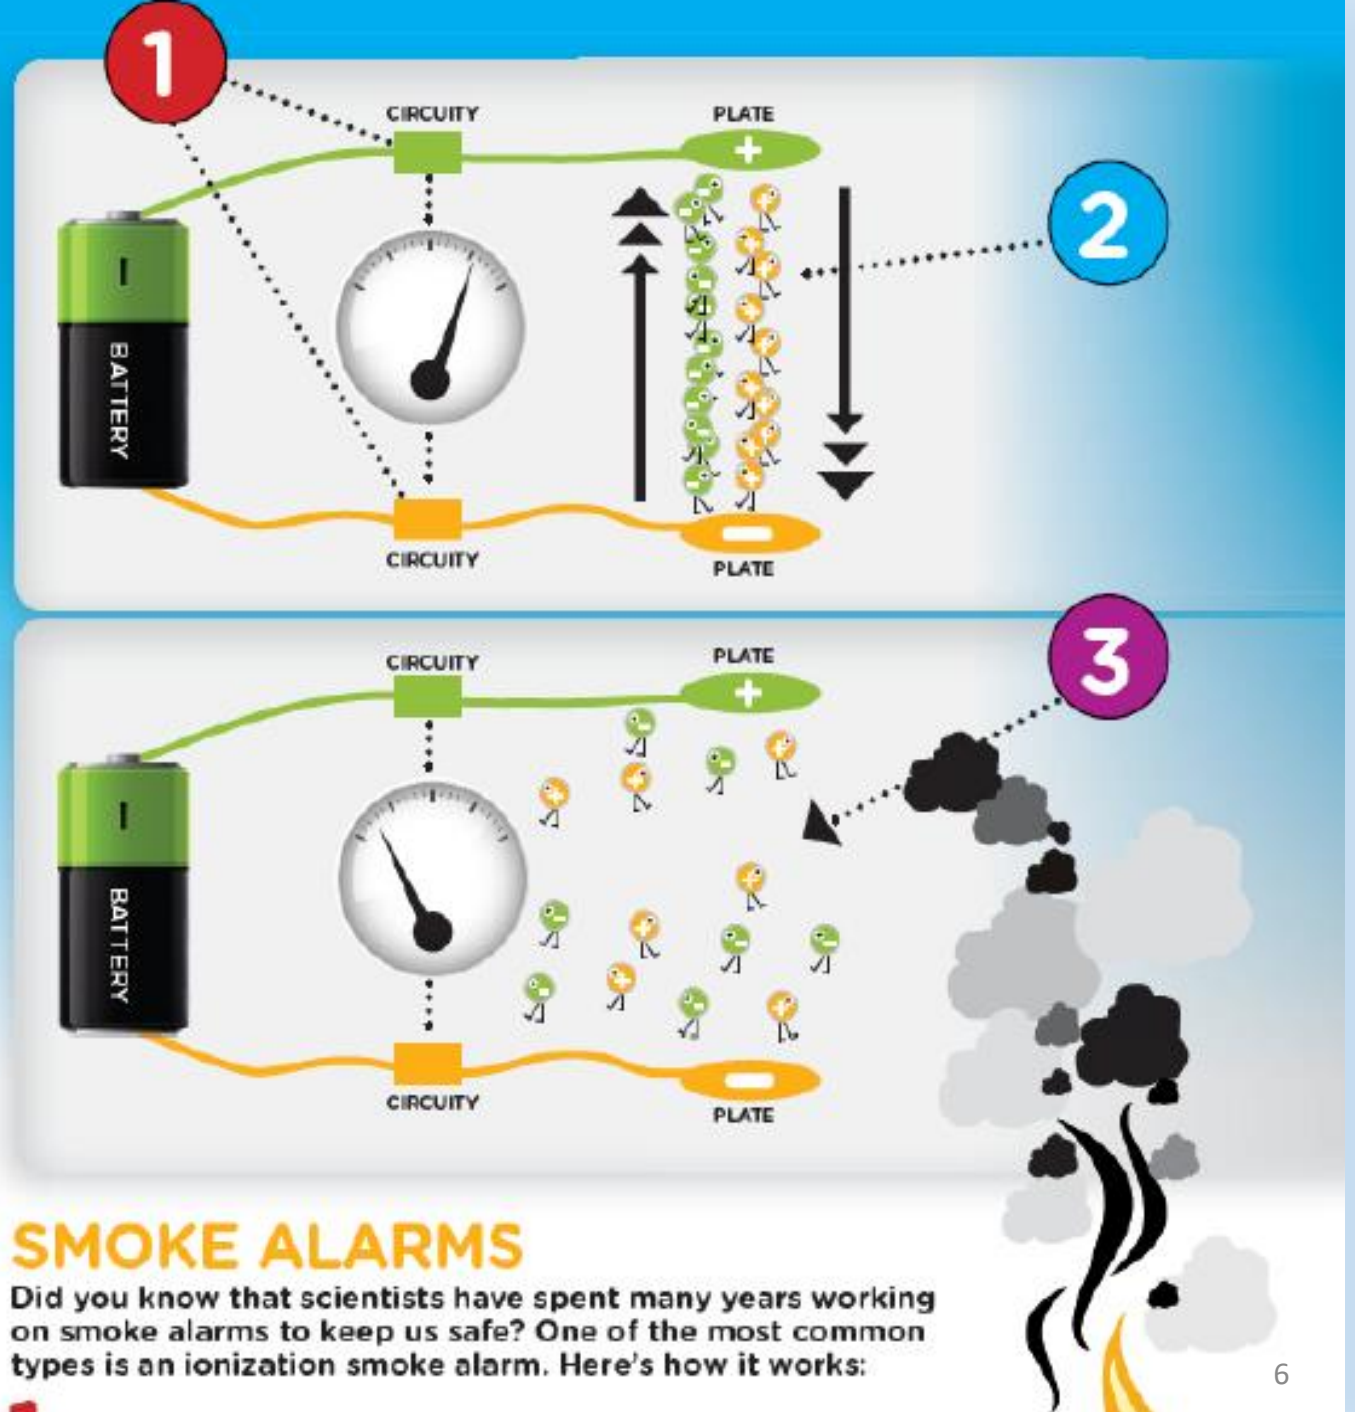 1
CIRCUITY
PLATE
+
2
I
BATTERY
-
CIRCUITY
PLATE
3
CIRCUITY
PLATE
+
I
BATTERY
-
CIRCUITY
PLATE
SMOKE ALARMS
Did you know that scientists have spent many years working
on smoke alarms to keep us safe? One of the most common
types is an ionization smoke alarm. Here's how it works:
6